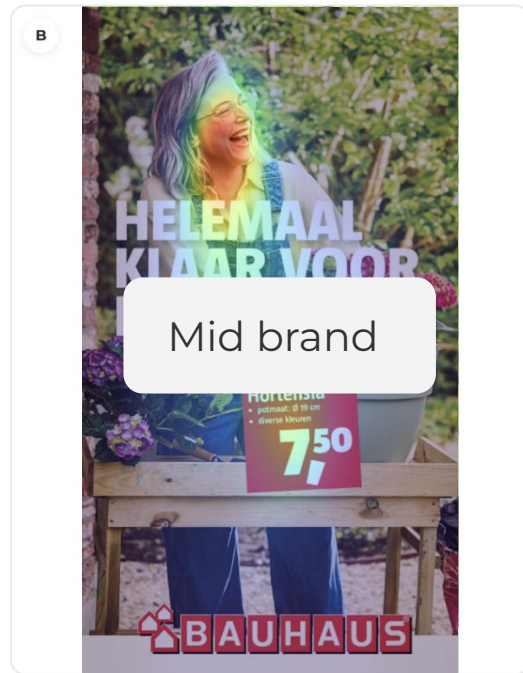 B
HELEMAAL
KLAAR VOOR
Mid brand
Hortensia
• potmaat: Ø 19 cm
• diverse kleuren
7,50
BAUHAUS